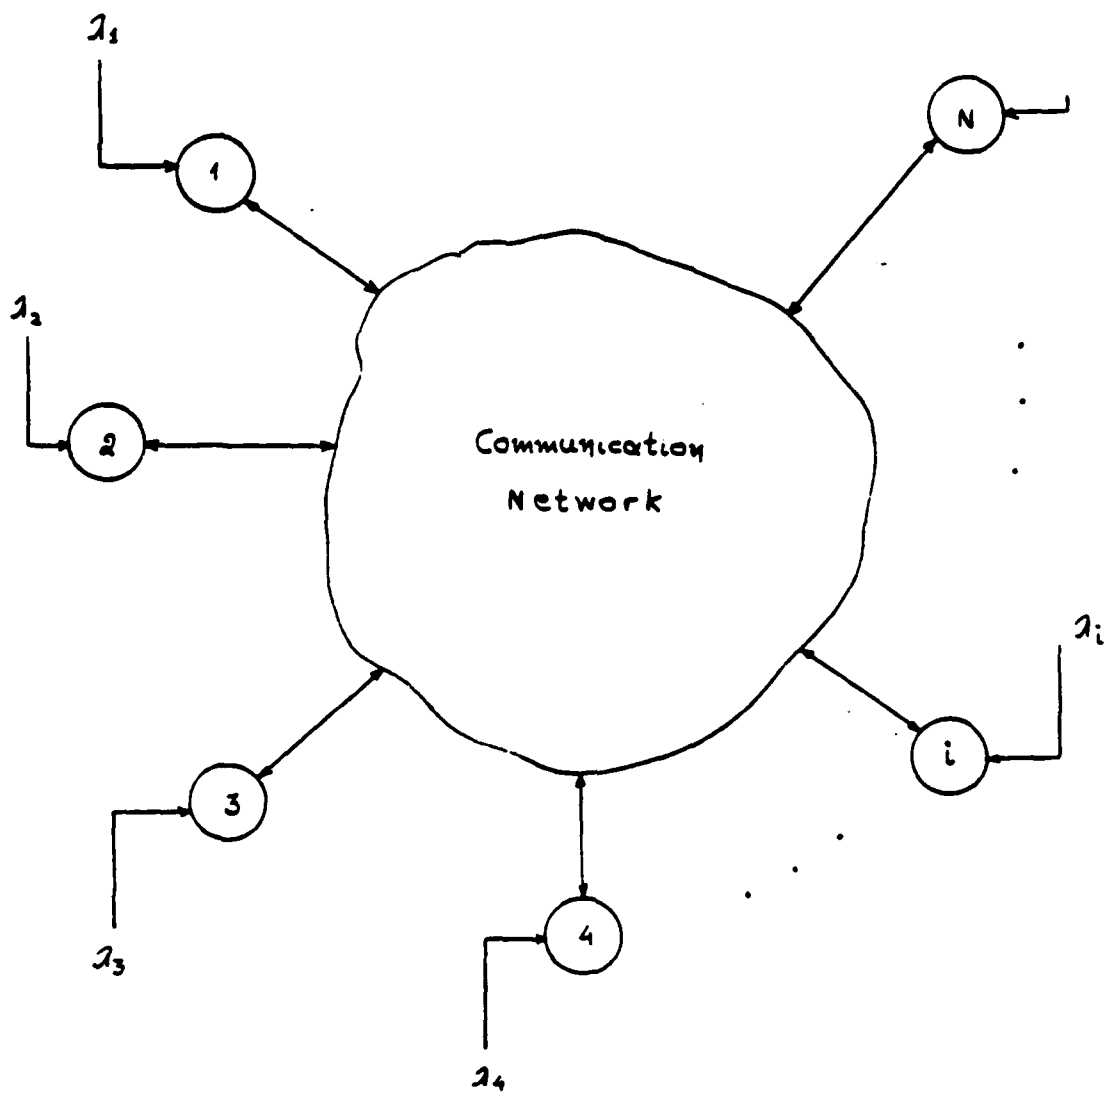 λ₁
1
N
λ₂
2
Communication
Network
λᵢ
i
3
4
λ₃
λ₄